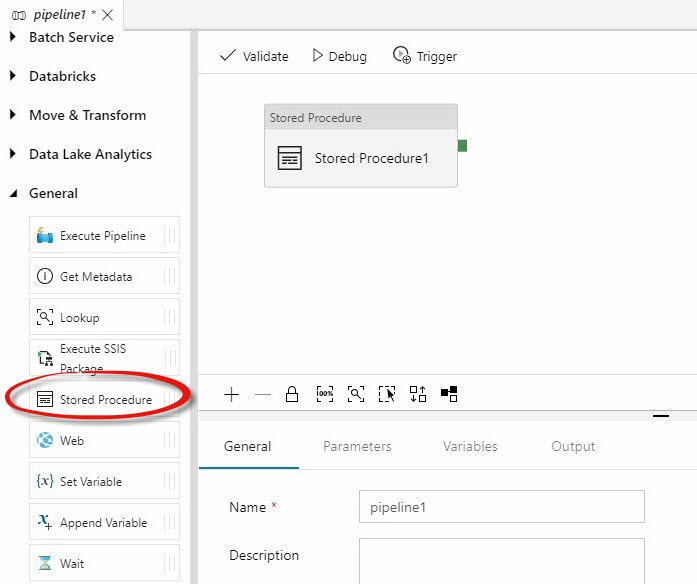 pipeline1 *
Batch Service
Databricks
Move & Transform
Data Lake Analytics
General
Execute Pipeline
Get Metadata
Lookup
Execute SSIS
Package
Stored Procedure
Web
{x} Set Variable
Append Variable
Wait
Validate
Debug
Trigger
Stored Procedure
Stored Procedure1
100%
General
Parameters
Variables
Output
Name *
pipeline1
Description